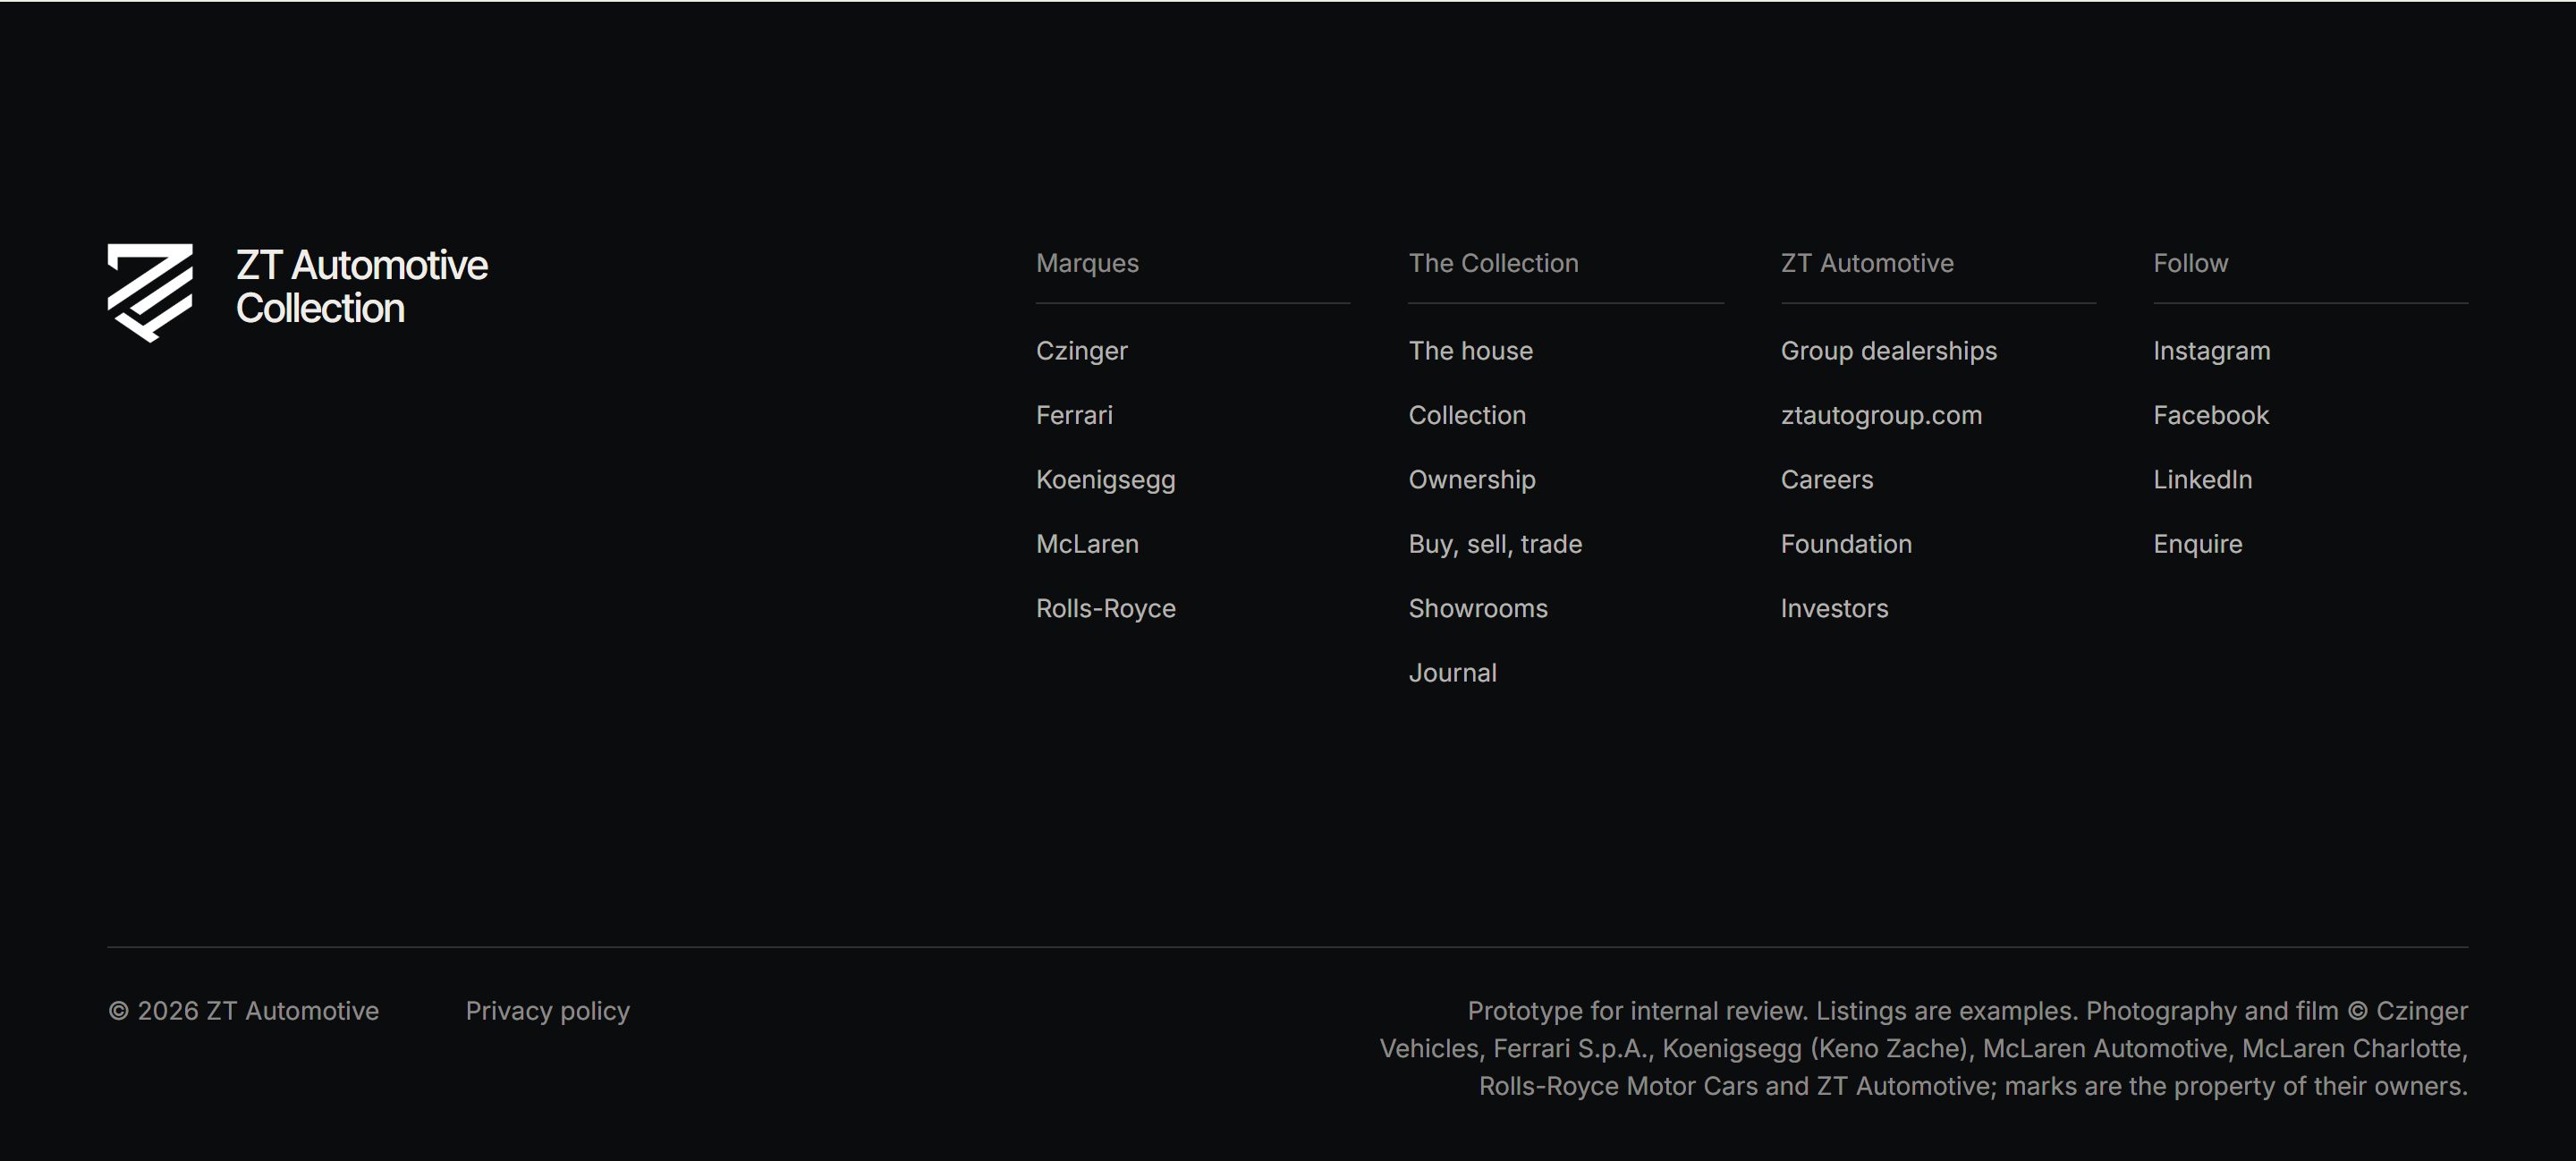 ZT Automotive
Collection
Marques
Czinger
Ferrari
Koenigsegg
McLaren
Rolls-Royce
The Collection
The house
Collection
Ownership
Buy, sell, trade
Showrooms
Journal
ZT Automotive
Group dealerships
ztautogroup.com
Careers
Foundation
Investors
Follow
Instagram
Facebook
LinkedIn
Enquire
© 2026 ZT Automotive
Privacy policy
Prototype for internal review. Listings are examples. Photography and film © Czinger
Vehicles, Ferrari S.p.A., Koenigsegg (Keno Zache), McLaren Automotive, McLaren Charlotte,
Rolls-Royce Motor Cars and ZT Automotive; marks are the property of their owners.